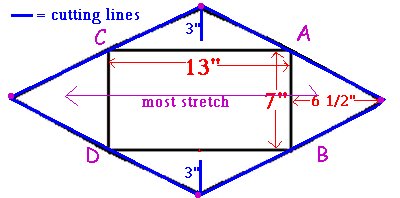 = cutting lines
3"
C
A
13"
most stretch
7"
6 1/2"
D
B
3"